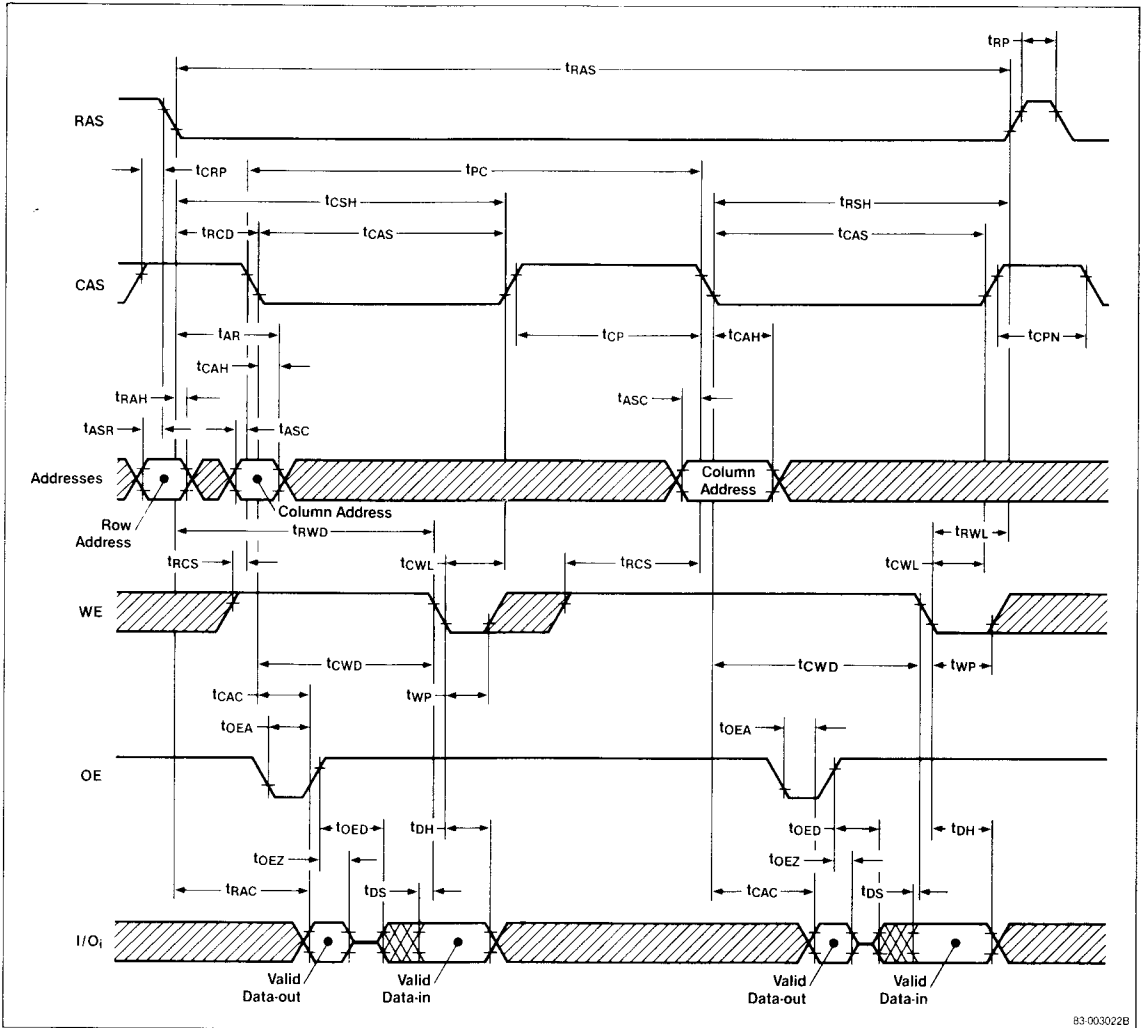 tRP
tRAS
RAS
tCRP
tPC
tCSH
tRSH
tRCD
tCAS
tCAS
CAS
tAR
tCP
tCAH
tCPN
tCAH
tRAH
tASC
tASR
tASC
Addresses
Column
Address
Row
Address
Column Address
tRWD
tRWL
tRCS
tCWL
tRCS
tCWL
WE
tCWD
tCWD
tCAC
tWP
tWP
tOEA
tOEA
OE
tOED
tDH
tOED
tDH
tOEZ
tOEZ
tRAC
tDS
tCAC
tDS
I/Oi
Valid
Data-out
Valid
Data-in
Valid
Data-out
Valid
Data-in
83-003022B